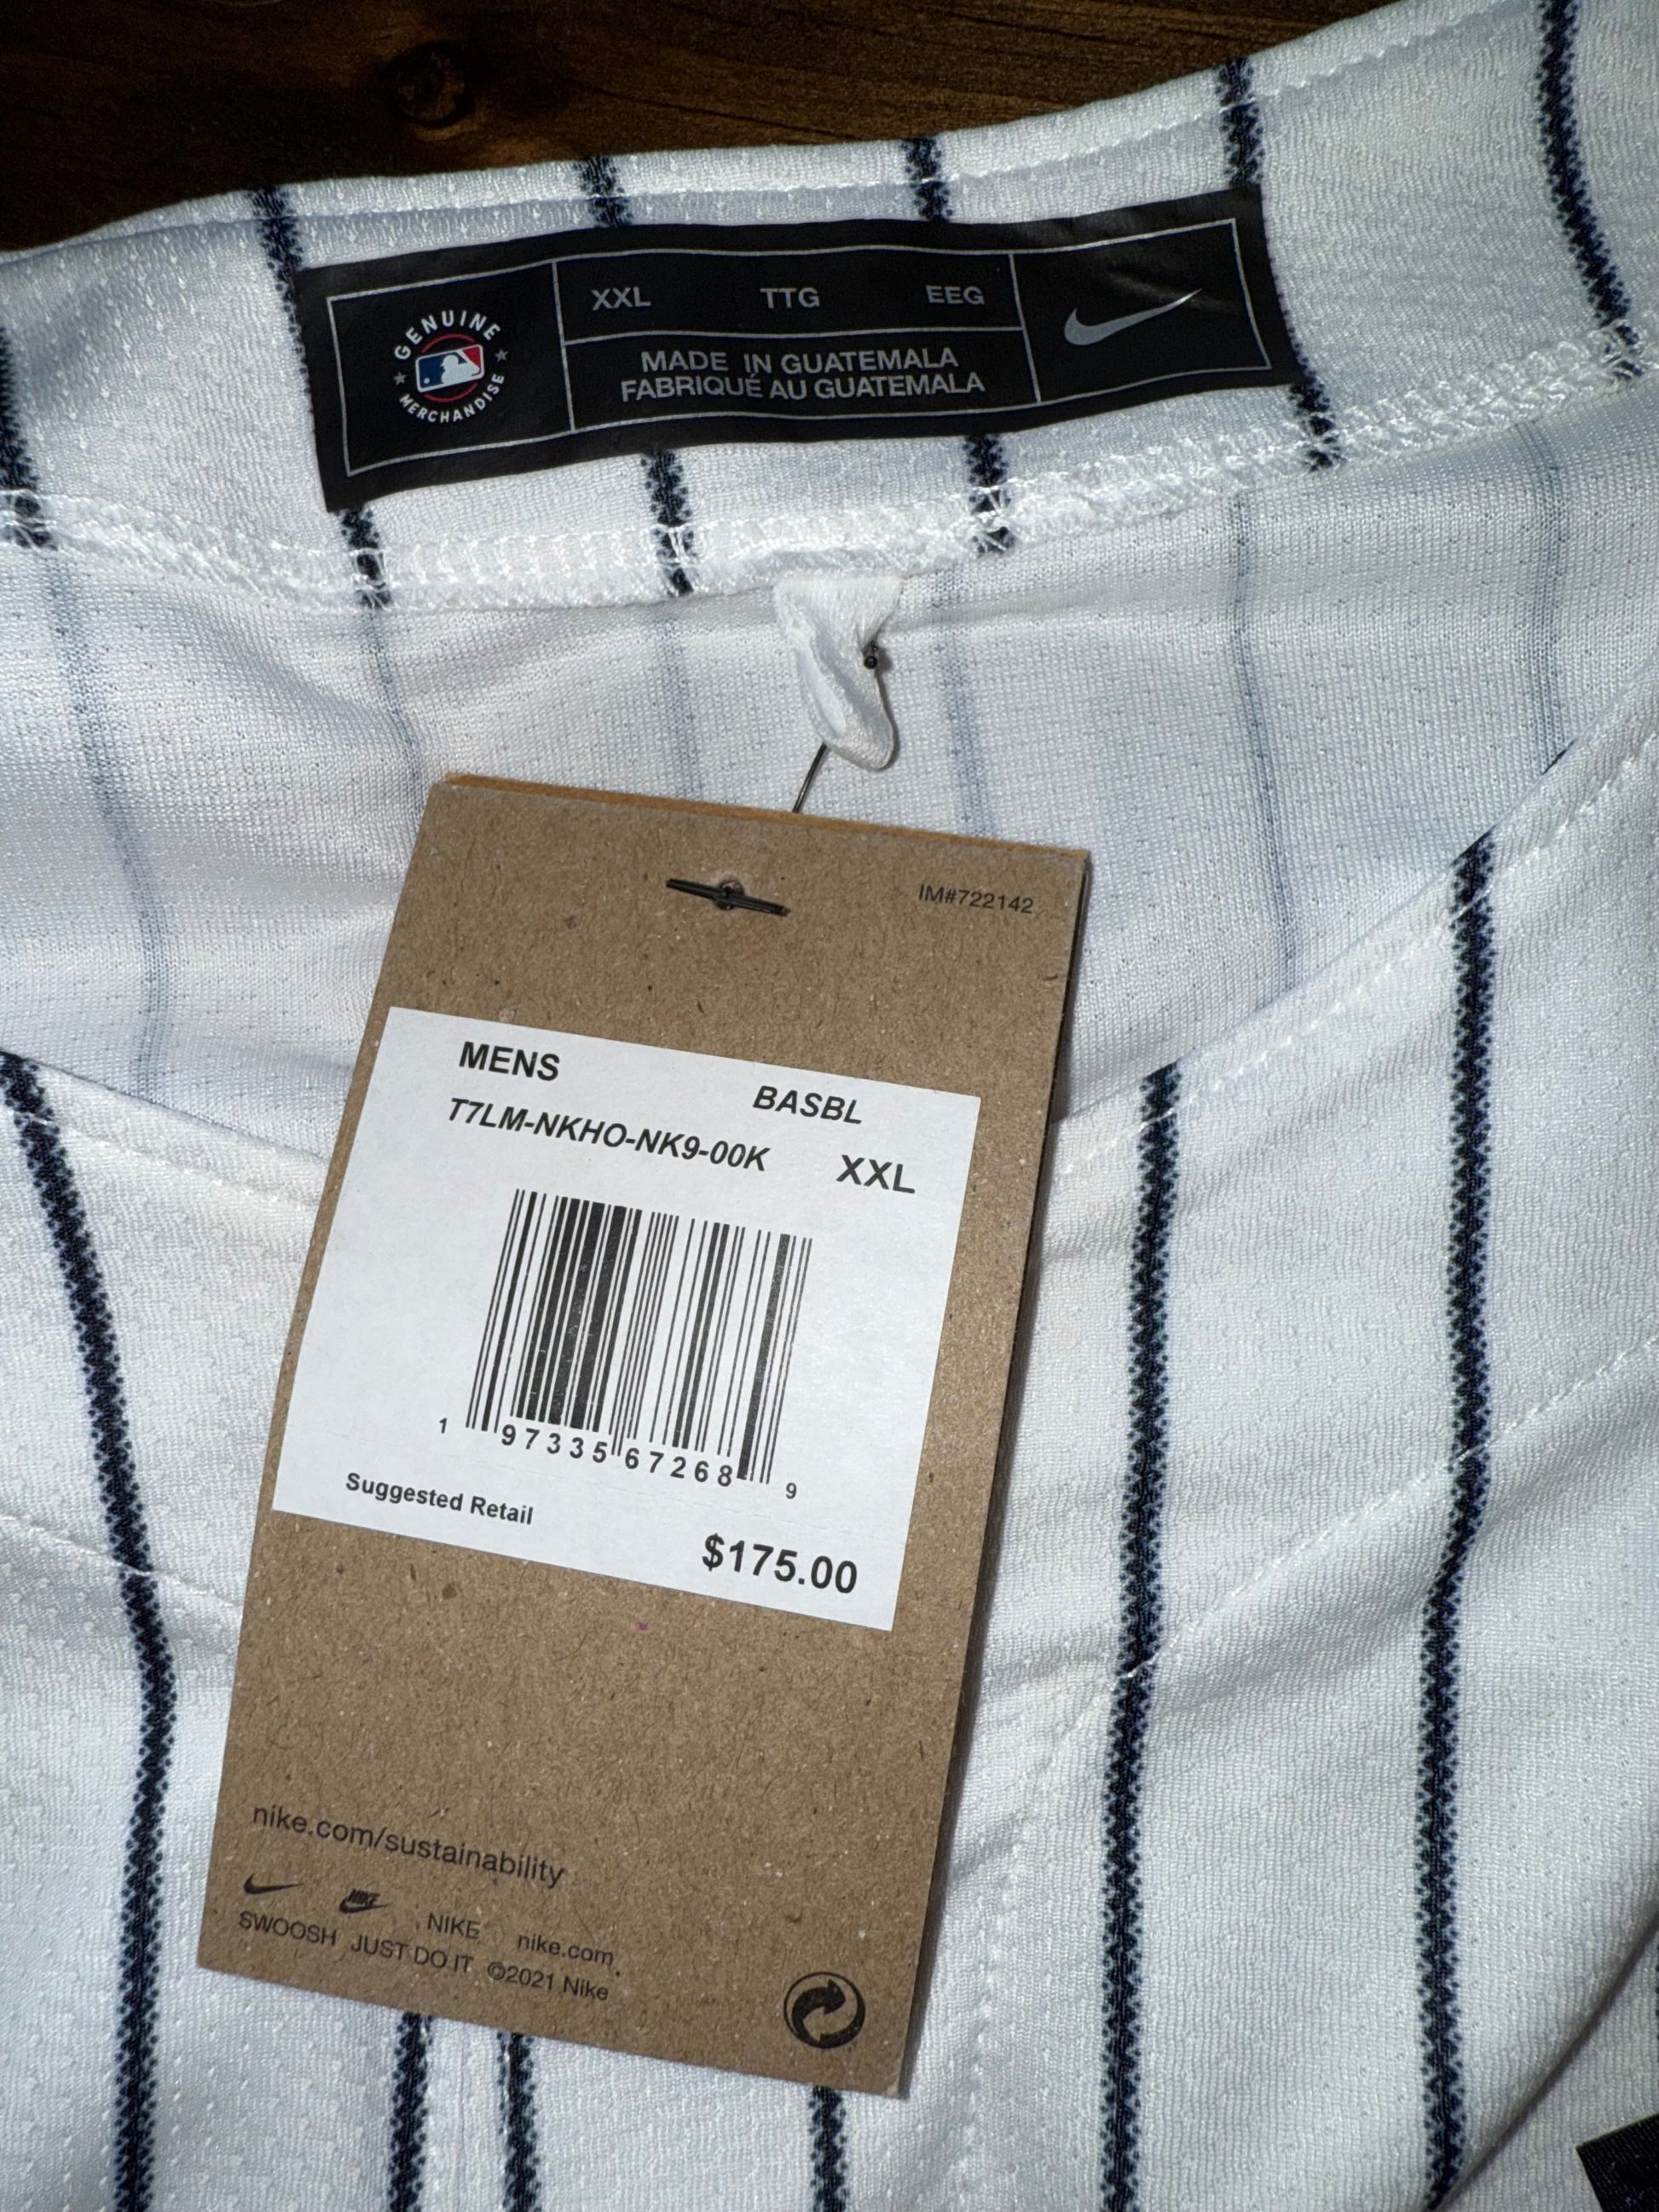 GENUINE
MERCHANDISE
XXL TTG EEG
MADE IN GUATEMALA
FABRIQUÉ AU GUATEMALA
IM#722142
MENS BASBL
T7LM-NKHO-NK9-00K XXL
1 97335 67268 9
Suggested Retail
$175.00
nike.com/sustainability
NIKE NIKE nike.com
SWOOSH JUST DO IT ©2021 Nike